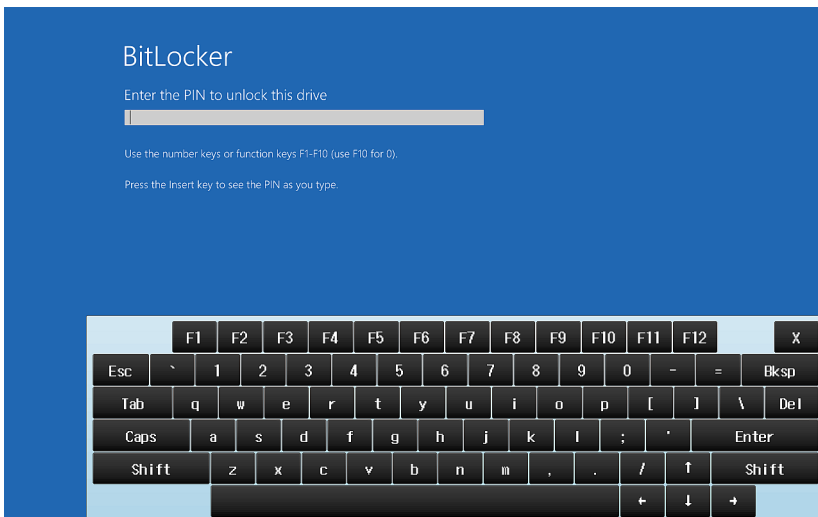 BitLocker
Enter the PIN to unlock this drive
Use the number keys or function keys F1-F10 (use F10 for 0).
Press the Insert key to see the PIN as you type.
F1 F2 F3 F4 F5 F6 F7 F8 F9 F10 F11 F12 X
Esc ` 1 2 3 4 5 6 7 8 9 0 - = Bksp
Tab q w e r t y u i o p [ ] \ Del
Caps a s d f g h j k l ; ' Enter
Shift z x c v b n m , . / ↑ Shift
← ↓ →